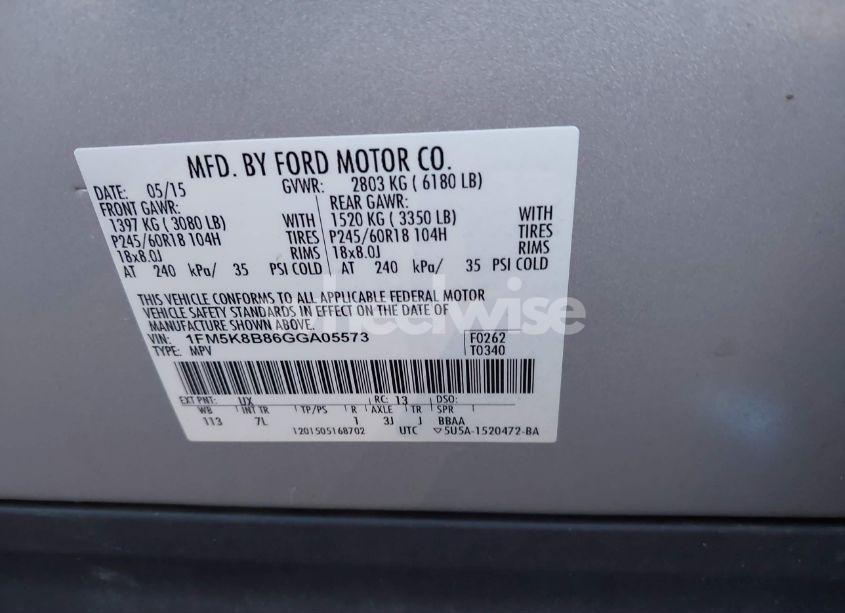 MFD. BY FORD MOTOR CO.
DATE: 05/15 GVWR: 2803 KG ( 6180 LB)
FRONT GAWR: REAR GAWR:
1397 KG ( 3080 LB) WITH 1520 KG ( 3350 LB) WITH
P245/60R18 104H TIRES P245/60R18 104H TIRES
18x8.0J RIMS 18x8.0J RIMS
AT 240 kPa/ 35 PSI COLD AT 240 kPa/ 35 PSI COLD
THIS VEHICLE CONFORMS TO ALL APPLICABLE FEDERAL MOTOR
VEHICLE SAFETY STANDARDS IN EFFECT ON THE DATE OF
MANUFACTURE SHOWN ABOVE.
VIN: 1FM5K8B86GGA05573 F0262
TYPE: MPV T0340
EXT PNT: UX RC: 13 DSO:
WB INT TR TP/PS R AXLE TR SPR
113 7L 1 3J J BBAA
1201505168702 UTC ▽5U5A-1520472-BA
wheelwise